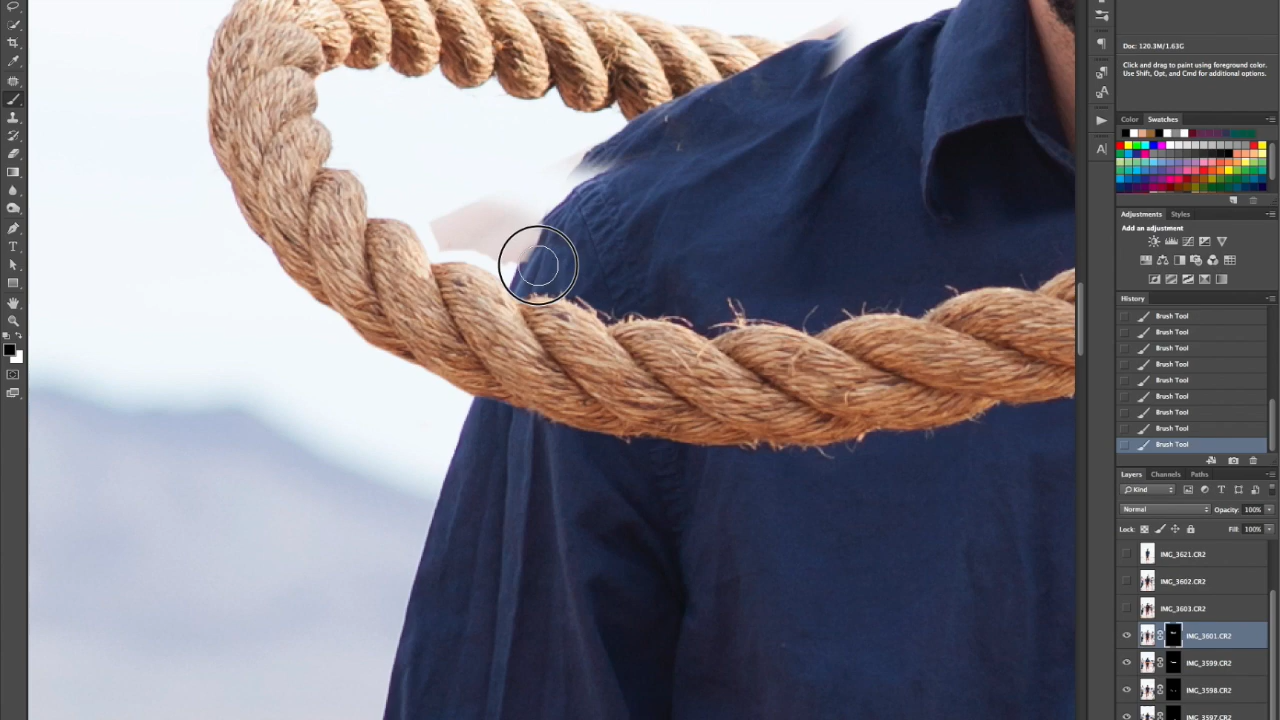 Doc: 120.3M/1.63G
Click and drag to paint using foreground color.
Use Shift, Opt, and Cmd for additional options.
Color Swatches
Adjustments Styles
Add an adjustment
History
Brush Tool
Brush Tool
Brush Tool
Brush Tool
Brush Tool
Brush Tool
Brush Tool
Brush Tool
Brush Tool
Layers Channels Paths
Kind
Normal Opacity: 100%
Lock: Fill: 100%
IMG_3621.CR2
IMG_3602.CR2
IMG_3603.CR2
IMG_3601.CR2
IMG_3599.CR2
IMG_3598.CR2
IMG_3597.CR2